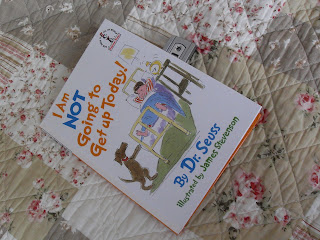 I Am
NOT
Going to
Get up Today!
By Dr. Seuss
Illustrated by
James Stevenson